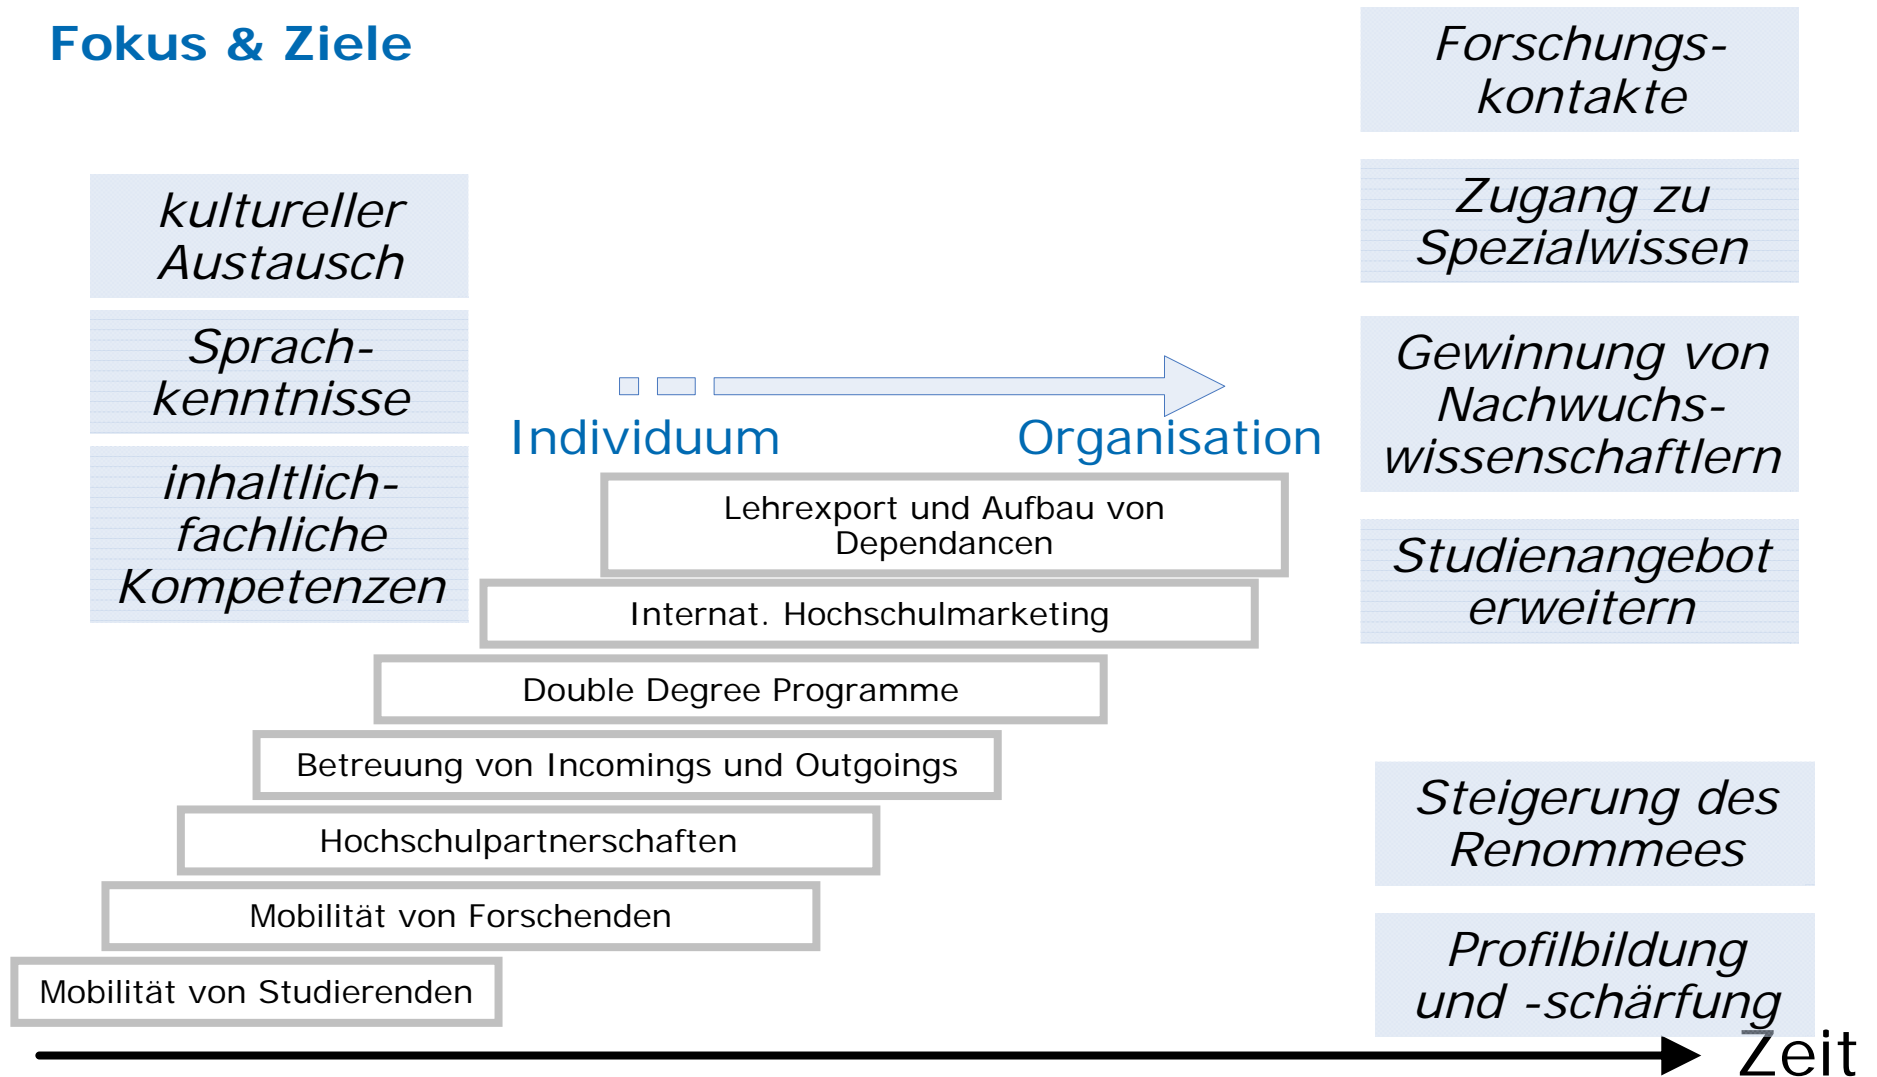 Fokus & Ziele
kultureller
Austausch
Sprach-
kenntnisse
inhaltlich-
fachliche
Kompetenzen
Individuum
Organisation
Lehrexport und Aufbau von
Dependancen
Internat. Hochschulmarketing
Double Degree Programme
Betreuung von Incomings und Outgoings
Hochschulpartnerschaften
Mobilität von Forschenden
Mobilität von Studierenden
Forschungs-
kontakte
Zugang zu
Spezialwissen
Gewinnung von
Nachwuchs-
wissenschaftlern
Studienangebot
erweitern
Steigerung des
Renommees
Profilbildung
und -schärfung
Zeit